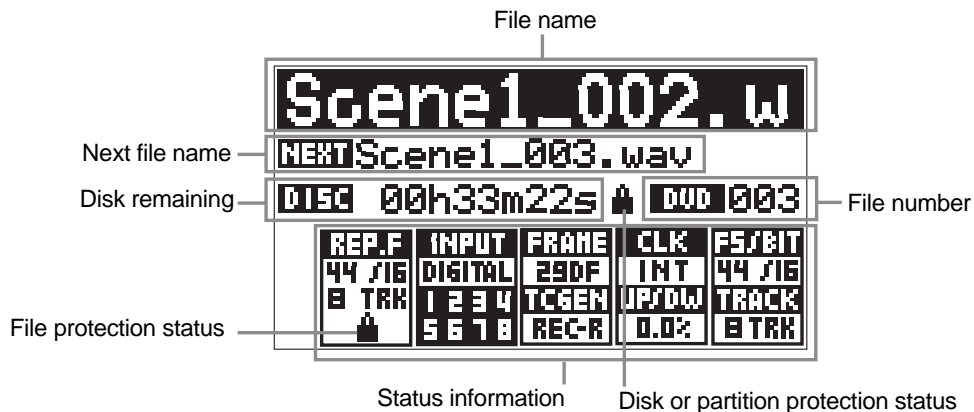 File name
Scene1_002.w
Next file name
NEXT Scene1_003.wav
Disk remaining
DISC 00h33m22s
DVD 003
File number
REP.F INPUT FRAME CLK FS/BIT
44 /16 DIGITAL 29DF INT 44 /16
8 TRK 1 2 3 4 TCGEN UP/DW TRACK
5 6 7 8 REC-R 0.0% 8 TRK
File protection status
Status information
Disk or partition protection status